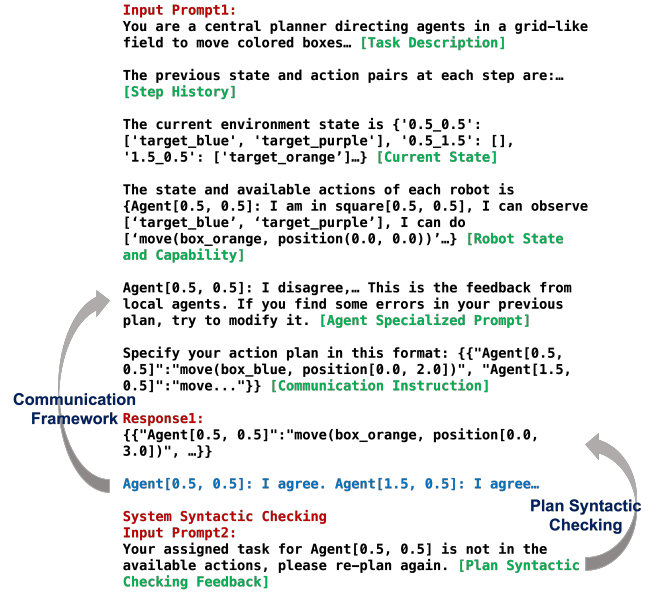 Input Prompt1:
You are a central planner directing agents in a grid-like
field to move colored boxes… [Task Description]
The previous state and action pairs at each step are:…
[Step History]
The current environment state is {'0.5_0.5':
['target_blue', 'target_purple'], '0.5_1.5': [],
'1.5_0.5': ['target_orange’]…} [Current State]
The state and available actions of each robot is
{Agent[0.5, 0.5]: I am in square[0.5, 0.5], I can observe
[‘target_blue’, ‘target_purple’], I can do
[‘move(box_orange, position(0.0, 0.0))’…} [Robot State
and Capability]
Agent[0.5, 0.5]: I disagree,… This is the feedback from
local agents. If you find some errors in your previous
plan, try to modify it. [Agent Specialized Prompt]
Specify your action plan in this format: {{"Agent[0.5,
0.5]":"move(box_blue, position[0.0, 2.0])", "Agent[1.5,
0.5]":"move..."}} [Communication Instruction]
Communication
Framework
Response1:
{{"Agent[0.5, 0.5]":"move(box_orange, position[0.0,
3.0])", …}}
Agent[0.5, 0.5]: I agree. Agent[1.5, 0.5]: I agree…
Plan Syntactic
Checking
System Syntactic Checking
Input Prompt2:
Your assigned task for Agent[0.5, 0.5] is not in the
available actions, please re-plan again. [Plan Syntactic
Checking Feedback]